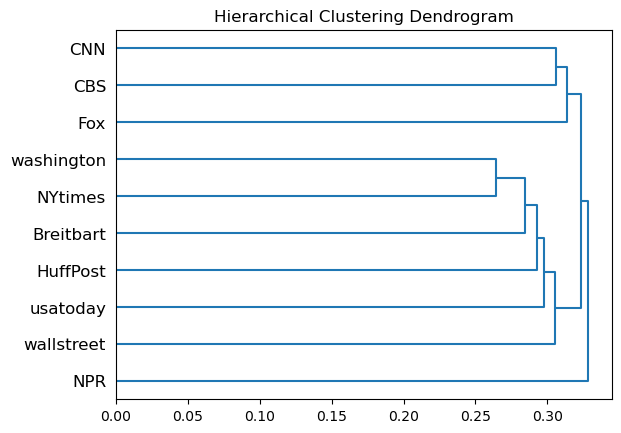 Hierarchical Clustering Dendrogram
CNN
CBS
Fox
washington
NYtimes
Breitbart
HuffPost
usatoday
wallstreet
NPR
0.00 0.05 0.10 0.15 0.20 0.25 0.30